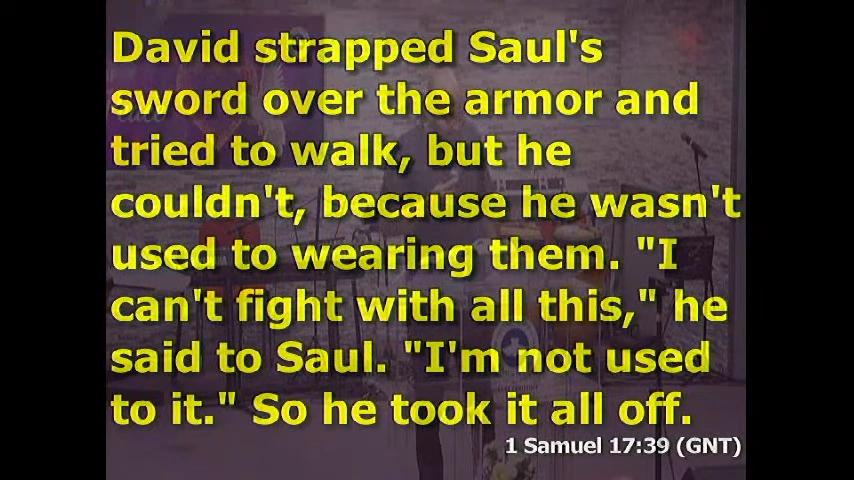 David strapped Saul's
sword over the armor and
tried to walk, but he
couldn't, because he wasn't
used to wearing them. "I
can't fight with all this," he
said to Saul. "I'm not used
to it." So he took it all off.
1 Samuel 17:39 (GNT)